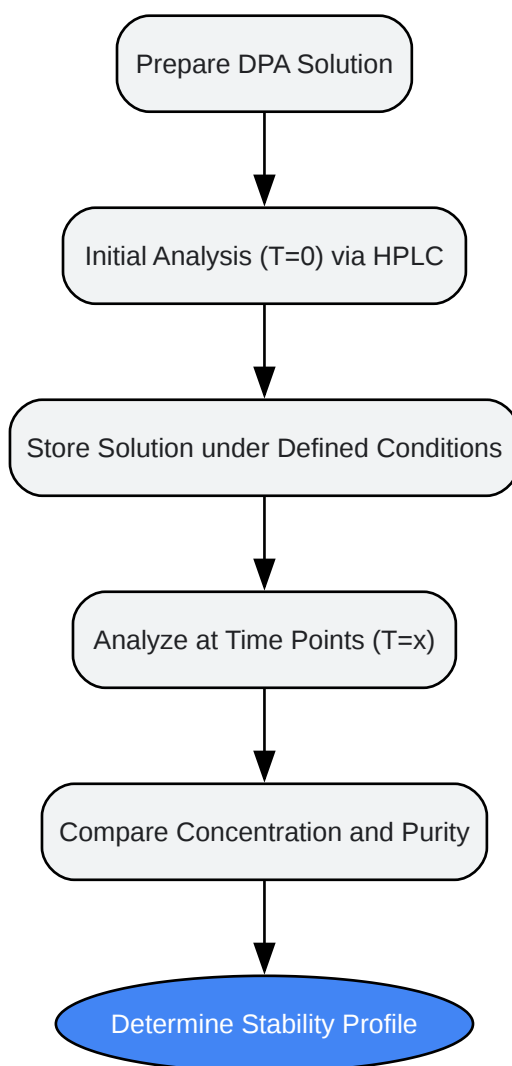 Prepare DPA Solution
Initial Analysis (T=0) via HPLC
Store Solution under Defined Conditions
Analyze at Time Points (T=x)
Compare Concentration and Purity
Determine Stability Profile